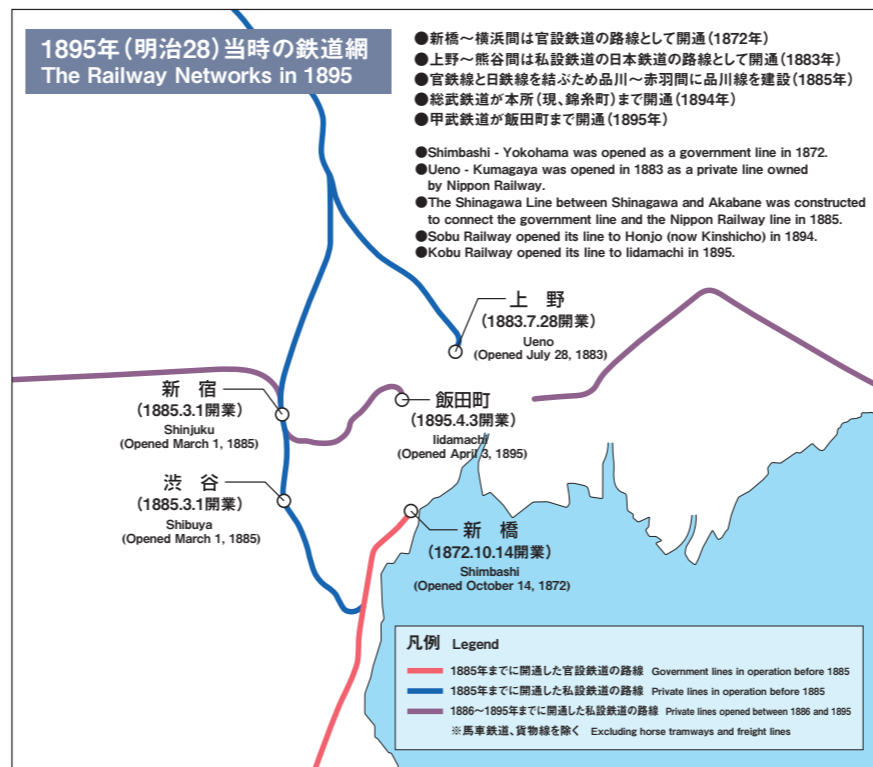 1895年(明治28)当時の鉄道網
The Railway Networks in 1895
●新橋～横浜間は官設鉄道の路線として開通(1872年)
●上野～熊谷間は私設鉄道の日本鉄道の路線として開通(1883年)
●官鉄線と日鉄線を結ぶため品川～赤羽間に品川線を建設(1885年)
●総武鉄道が本所(現、錦糸町)まで開通(1894年)
●甲武鉄道が飯田町まで開通(1895年)
●Shimbashi - Yokohama was opened as a government line in 1872.
●Ueno - Kumagaya was opened in 1883 as a private line owned
by Nippon Railway.
●The Shinagawa Line between Shinagawa and Akabane was constructed
to connect the government line and the Nippon Railway line in 1885.
●Sobu Railway opened its line to Honjo (now Kinshicho) in 1894.
●Kobu Railway opened its line to Iidamachi in 1895.
上 野
(1883.7.28開業)
Ueno
(Opened July 28, 1883)
新 宿
(1885.3.1開業)
Shinjuku
(Opened March 1, 1885)
飯田町
(1895.4.3開業)
Iidamachi
(Opened April 3, 1895)
渋 谷
(1885.3.1開業)
Shibuya
(Opened March 1, 1885)
新 橋
(1872.10.14開業)
Shimbashi
(Opened October 14, 1872)
凡例 Legend
1885年までに開通した官設鉄道の路線 Government lines in operation before 1885
1885年までに開通した私設鉄道の路線 Private lines in operation before 1885
1886～1895年までに開通した私設鉄道の路線 Private lines opened between 1886 and 1895
※馬車鉄道、貨物線を除く Excluding horse tramways and freight lines